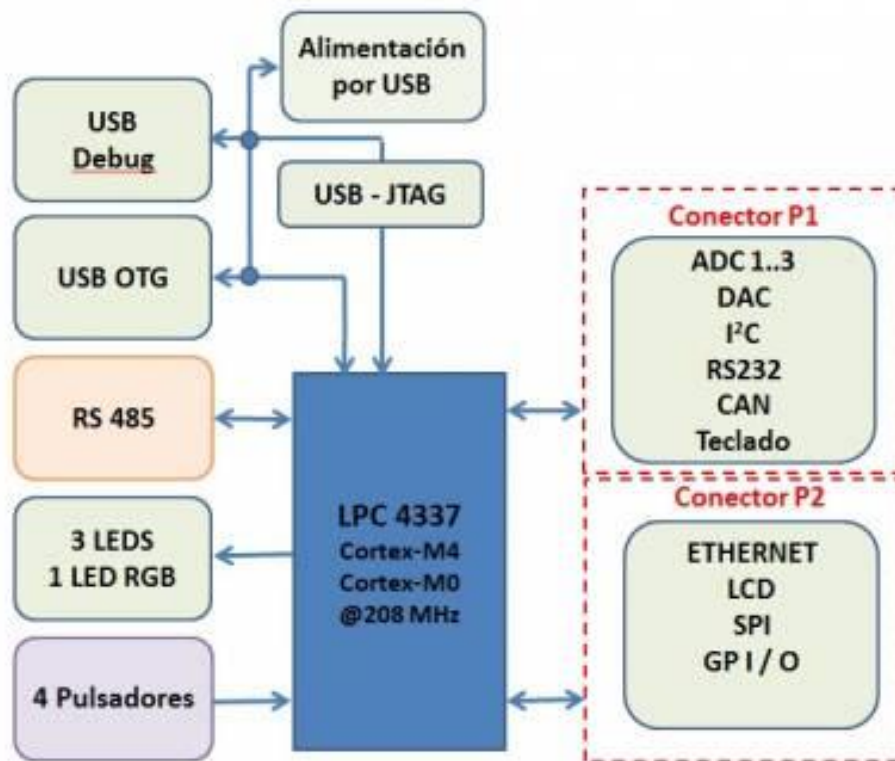 Alimentación
por USB
USB
Debug
USB - JTAG
USB OTG
RS 485
3 LEDS
1 LED RGB
4 Pulsadores
LPC 4337
Cortex-M4
Cortex-M0
@208 MHz
Conector P1
ADC 1..3
DAC
I²C
RS232
CAN
Teclado
Conector P2
ETHERNET
LCD
SPI
GP I / O